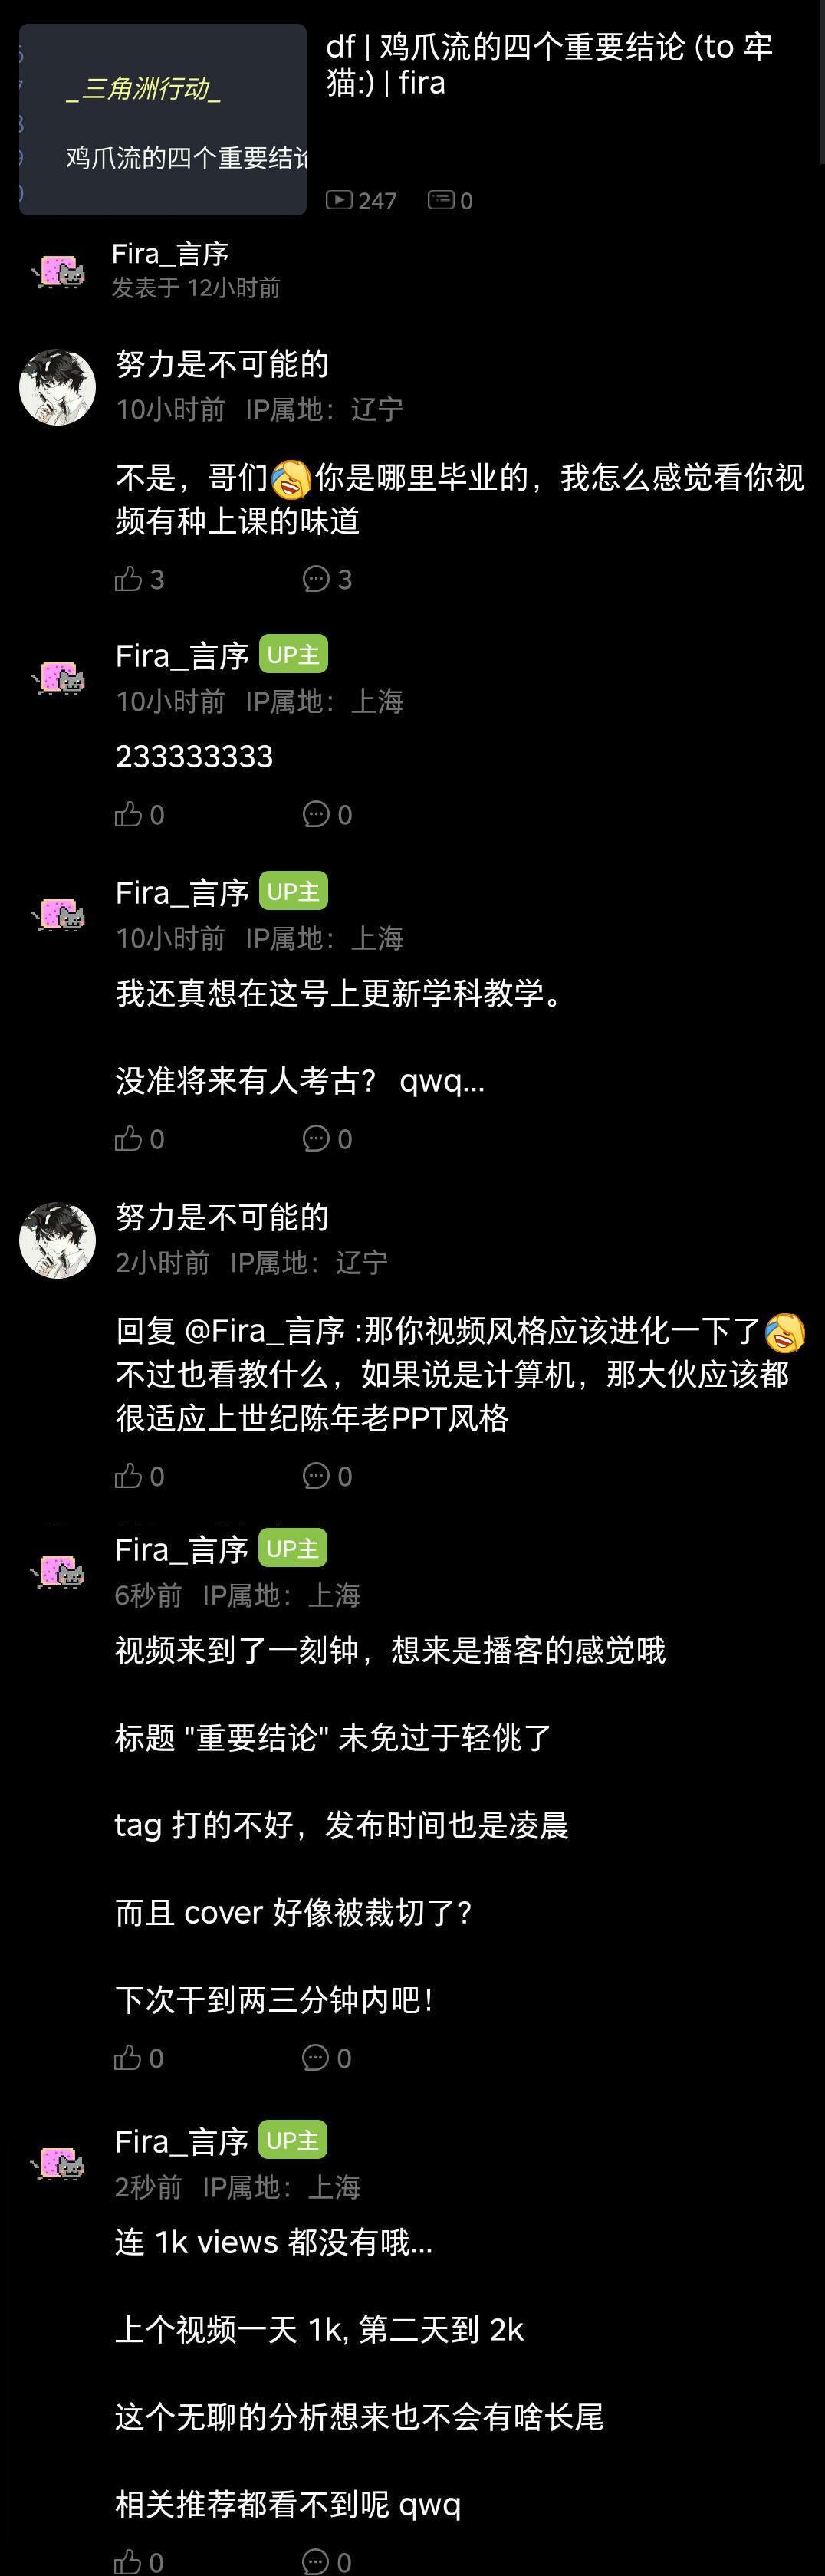 _三角洲行动_
鸡爪流的四个重要结论
df | 鸡爪流的四个重要结论 (to 牢
猫:) | fira
247
0
Fira_言序
发表于 12小时前
努力是不可能的
10小时前 IP属地：辽宁
不是，哥们你是哪里毕业的，我怎么感觉看你视
频有种上课的味道
3
3
Fira_言序 UP主
10小时前 IP属地：上海
233333333
0
0
Fira_言序 UP主
10小时前 IP属地：上海
我还真想在这号上更新学科教学。
没准将来有人考古？ qwq...
0
0
努力是不可能的
2小时前 IP属地：辽宁
回复 @Fira_言序 :那你视频风格应该进化一下了
不过也看教什么，如果说是计算机，那大伙应该都
很适应上世纪陈年老PPT风格
0
0
Fira_言序 UP主
6秒前 IP属地：上海
视频来到了一刻钟，想来是播客的感觉哦
标题 "重要结论" 未免过于轻佻了
tag 打的不好，发布时间也是凌晨
而且 cover 好像被裁切了？
下次干到两三分钟内吧！
0
0
Fira_言序 UP主
2秒前 IP属地：上海
连 1k views 都没有哦...
上个视频一天 1k, 第二天到 2k
这个无聊的分析想来也不会有啥长尾
相关推荐都看不到呢 qwq
0
0